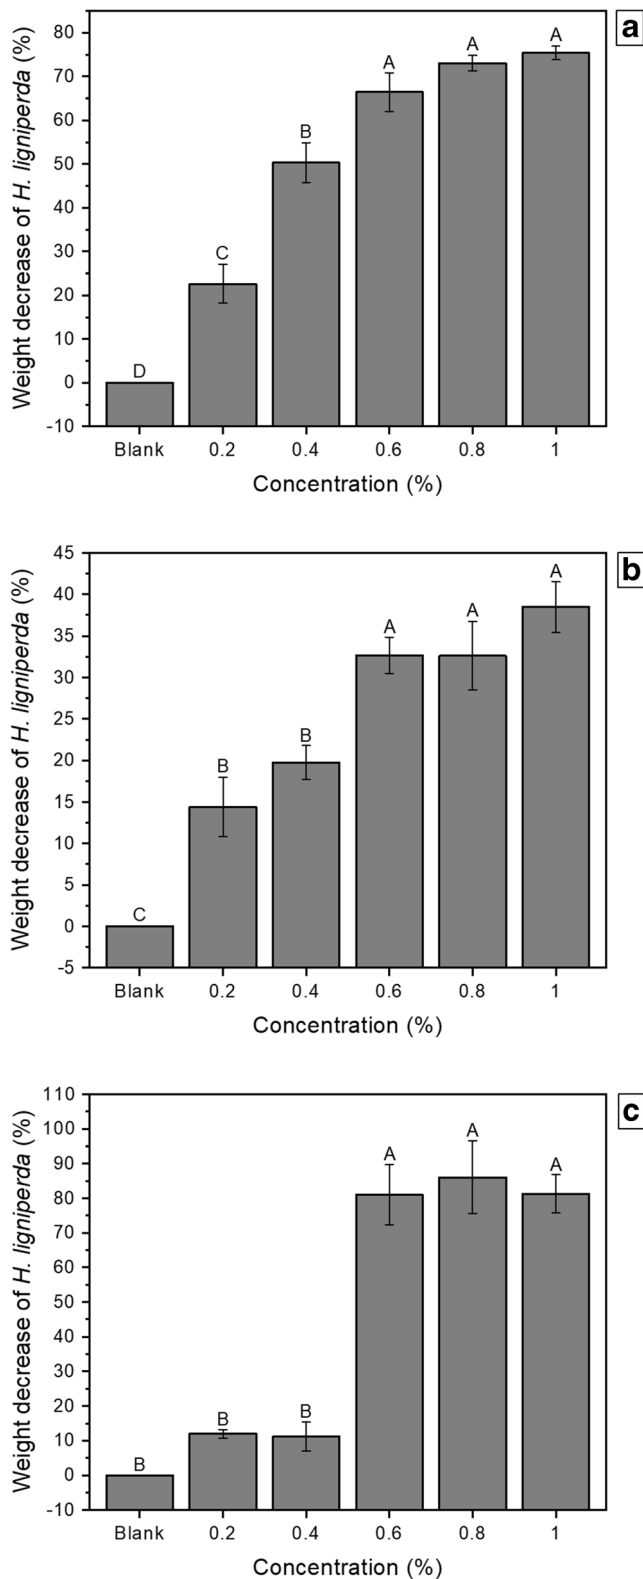 a
Weight decrease of H. ligniperda (%)
80
70
60
50
40
30
20
10
0
-10
D
C
B
A
A
A
Blank 0.2 0.4 0.6 0.8 1
Concentration (%)
b
Weight decrease of H. ligniperda (%)
45
40
35
30
25
20
15
10
5
0
-5
C
B
B
A
A
A
Blank 0.2 0.4 0.6 0.8 1
Concentration (%)
c
Weight decrease of H. ligniperda (%)
110
100
90
80
70
60
50
40
30
20
10
0
-10
B
B
B
A
A
A
Blank 0.2 0.4 0.6 0.8 1
Concentration (%)